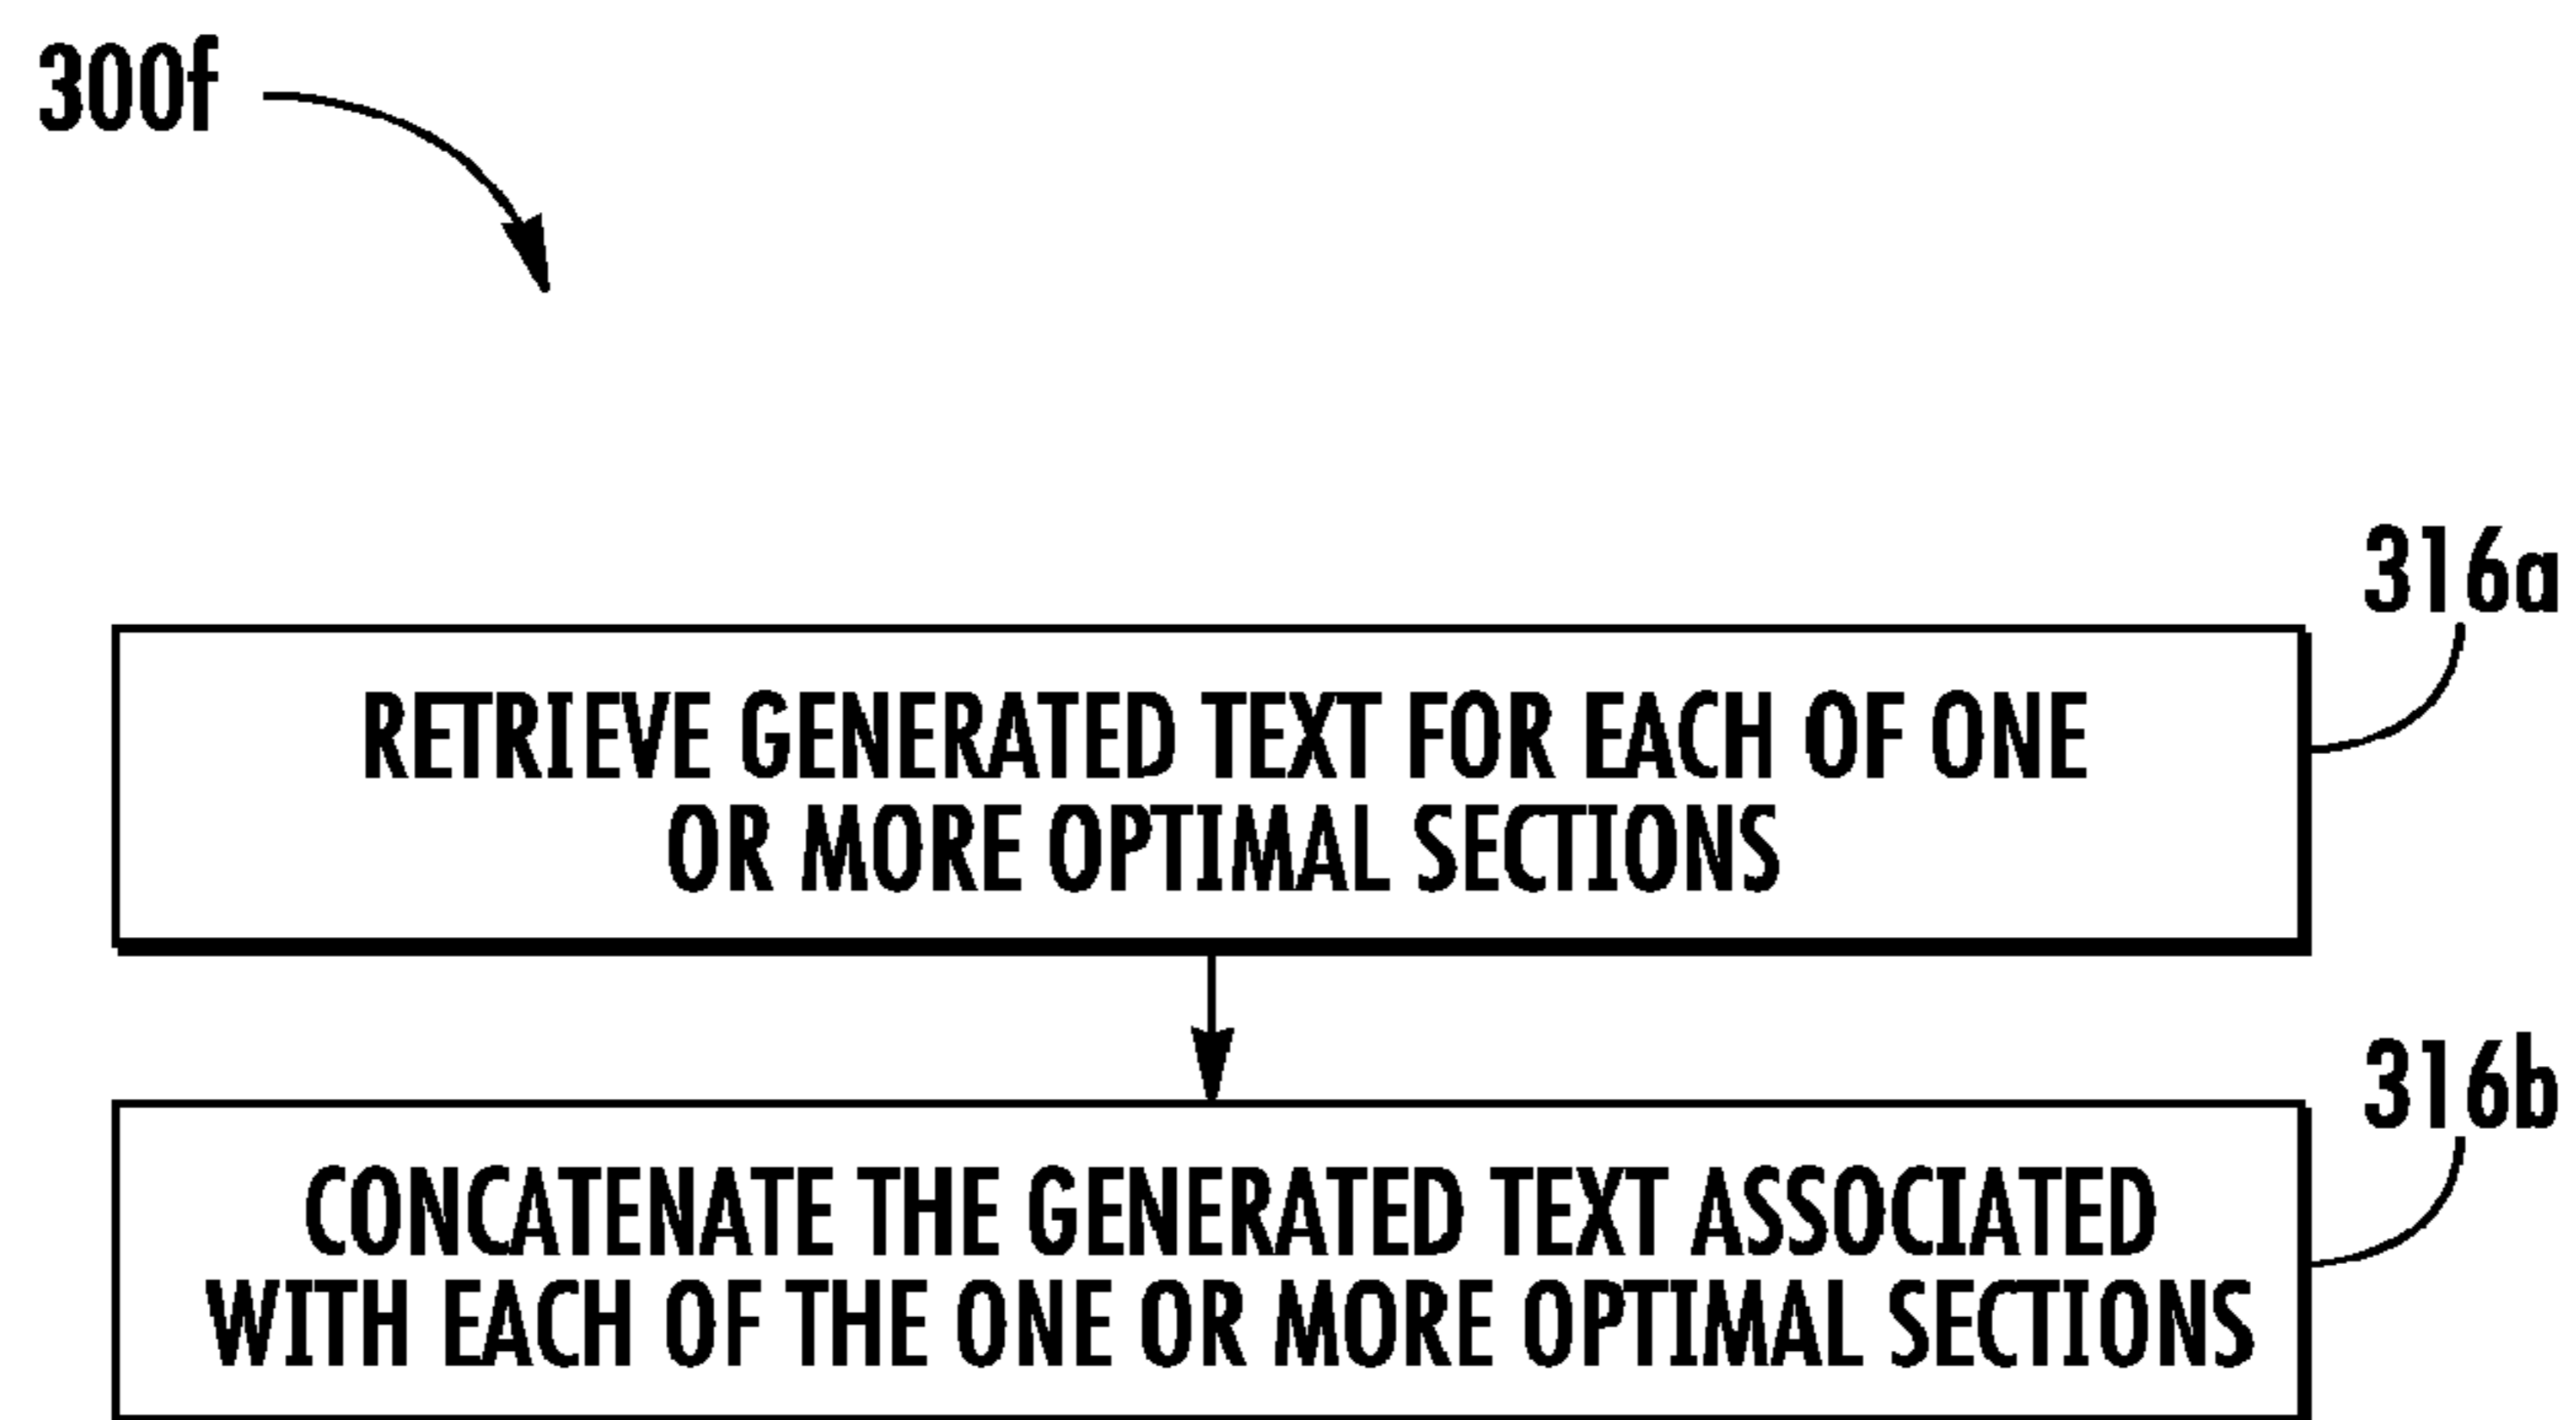 300f
316a
RETRIEVE GENERATED TEXT FOR EACH OF ONE
OR MORE OPTIMAL SECTIONS
316b
CONCATENATE THE GENERATED TEXT ASSOCIATED
WITH EACH OF THE ONE OR MORE OPTIMAL SECTIONS